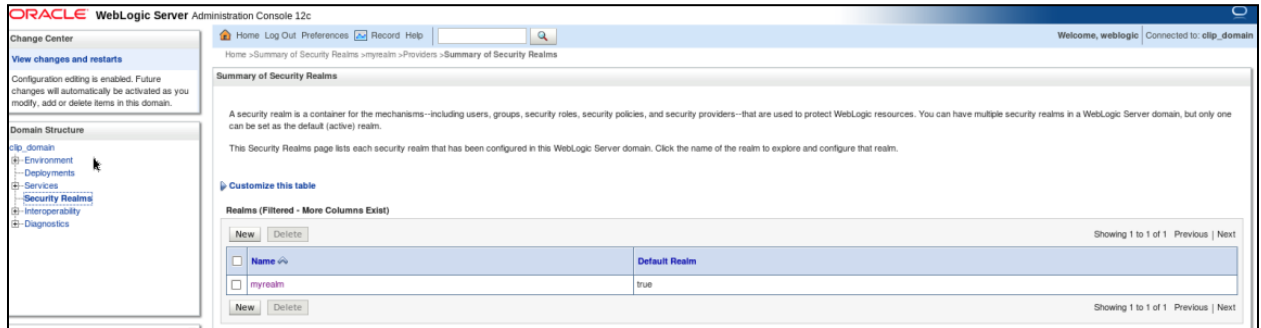 ORACLE WebLogic Server Administration Console 12c
Change Center
View changes and restarts
Configuration editing is enabled. Future
changes will automatically be activated as you
modify, add or delete items in this domain.
Domain Structure
clip_domain
Environment
Deployments
Services
Security Realms
Interoperability
Diagnostics
Home Log Out Preferences Record Help
Welcome, weblogic Connected to: clip_domain
Home >Summary of Security Realms >myrealm >Providers >Summary of Security Realms
Summary of Security Realms
A security realm is a container for the mechanisms--including users, groups, security roles, security policies, and security providers--that are used to protect WebLogic resources. You can have multiple security realms in a WebLogic Server domain, but only one
can be set as the default (active) realm.
This Security Realms page lists each security realm that has been configured in this WebLogic Server domain. Click the name of the realm to explore and configure that realm.
Customize this table
Realms (Filtered - More Columns Exist)
New Delete Showing 1 to 1 of 1 Previous | Next
Name Default Realm
myrealm true
New Delete Showing 1 to 1 of 1 Previous | Next